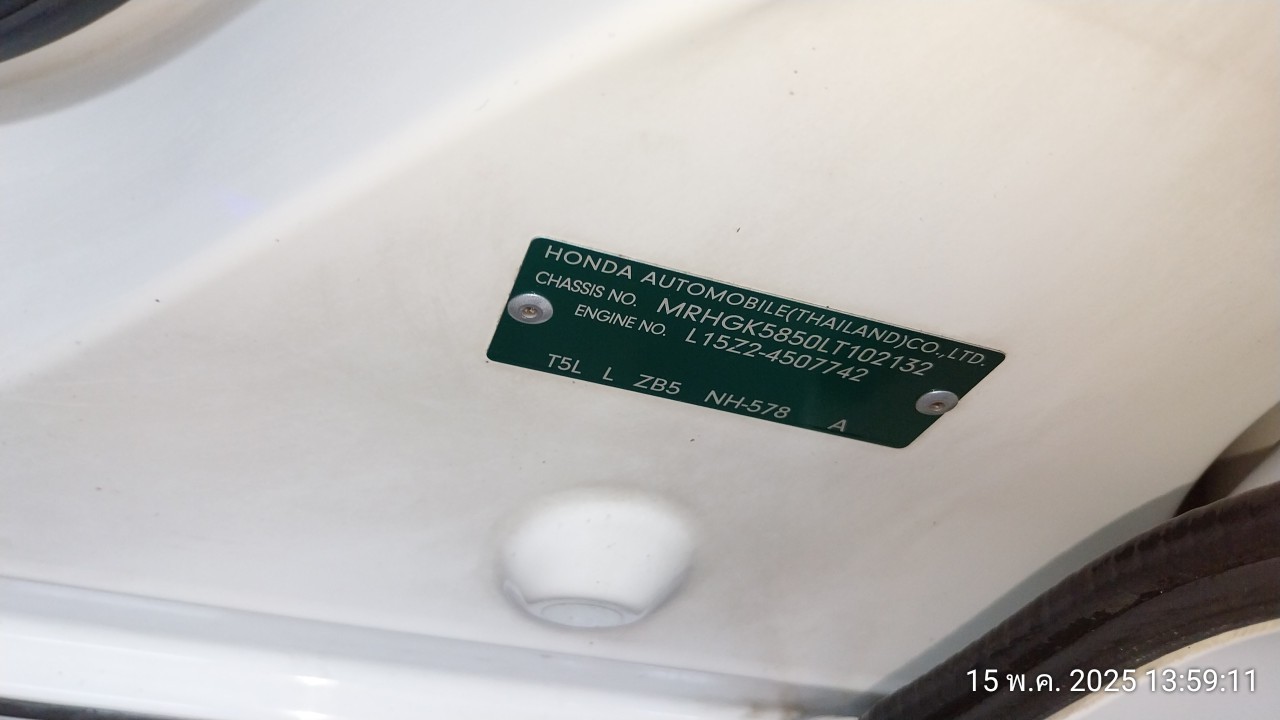 HONDA AUTOMOBILE(THAILAND)CO.,LTD.
CHASSIS NO. MRHGK5850LT102132
ENGINE NO. L15Z2-4507742
T5L L ZB5 NH-578 A
15 พ.ค. 2025 13:59:11